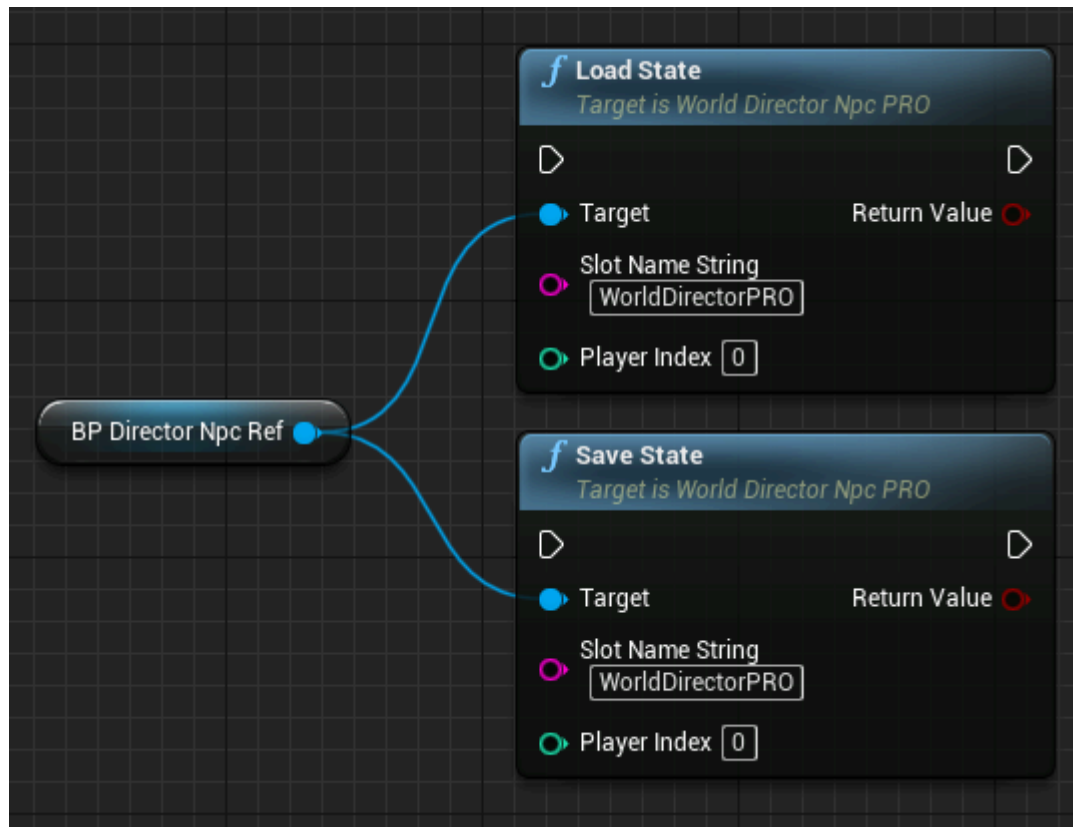 Load State
Target is World Director Npc PRO
Target
Return Value
Slot Name String
WorldDirectorPRO
Player Index 0
BP Director Npc Ref
Save State
Target is World Director Npc PRO
Target
Return Value
Slot Name String
WorldDirectorPRO
Player Index 0